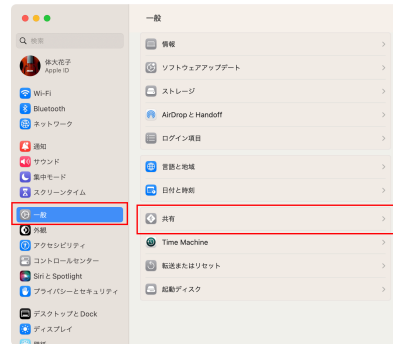 一般
検索
体大花子
Apple ID
Wi-Fi
Bluetooth
ネットワーク
通知
サウンド
集中モード
スクリーンタイム
一般
外観
アクセシビリティ
コントロールセンター
Siri と Spotlight
プライバシーとセキュリティ
デスクトップと Dock
ディスプレイ
情報
ソフトウェアアップデート
ストレージ
AirDrop と Handoff
ログイン項目
言語と地域
日付と時刻
共有
Time Machine
転送またはリセット
起動ディスク